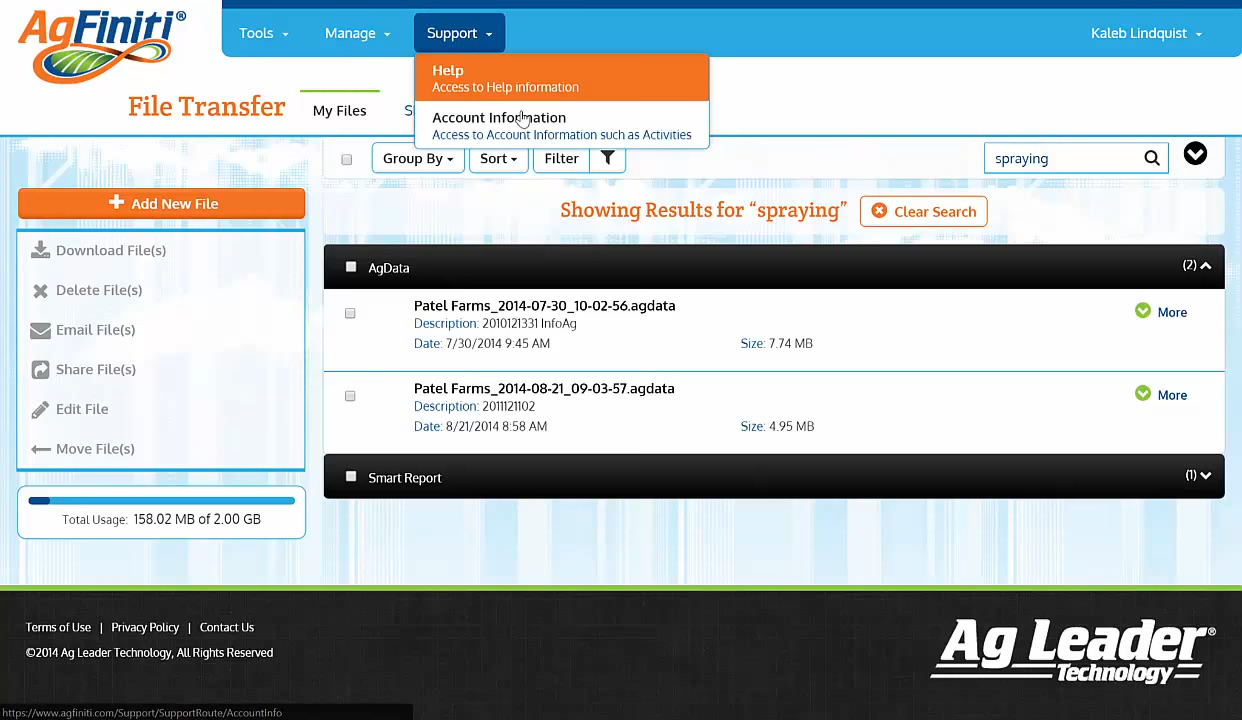 AgFiniti®
Tools
Manage
Support
Kaleb Lindquist
Help
Access to Help information
Account Information
Access to Account Information such as Activities
File Transfer
My Files
S
Group By
Sort
Filter
spraying
Add New File
Showing Results for “spraying”
Clear Search
Download File(s)
Delete File(s)
Email File(s)
Share File(s)
Edit File
Move File(s)
Total Usage: 158.02 MB of 2.00 GB
AgData
(2)
Patel Farms_2014-07-30_10-02-56.agdata
Description: 2010121331 InfoAg
Date: 7/30/2014 9:45 AM
Size: 7.74 MB
More
Patel Farms_2014-08-21_09-03-57.agdata
Description: 2011121102
Date: 8/21/2014 8:58 AM
Size: 4.95 MB
More
Smart Report
(1)
Terms of Use | Privacy Policy | Contact Us
©2014 Ag Leader Technology, All Rights Reserved
Ag Leader®
Technology
https://www.agfiniti.com/Support/SupportRoute/AccountInfo